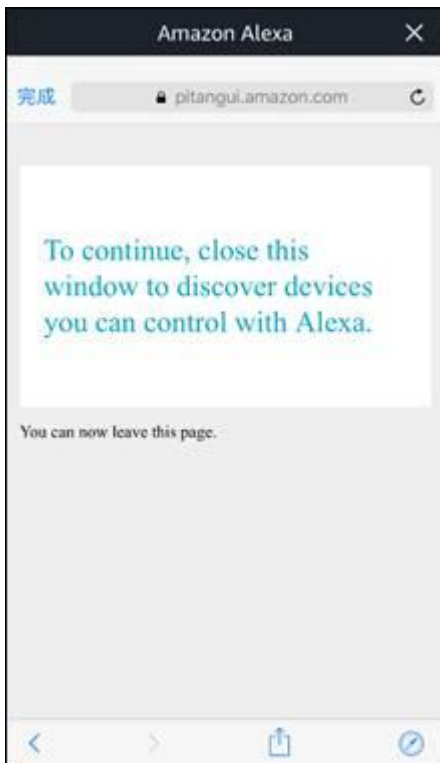 Amazon Alexa
完成 pitangui.amazon.com
To continue, close this
window to discover devices
you can control with Alexa.
You can now leave this page.